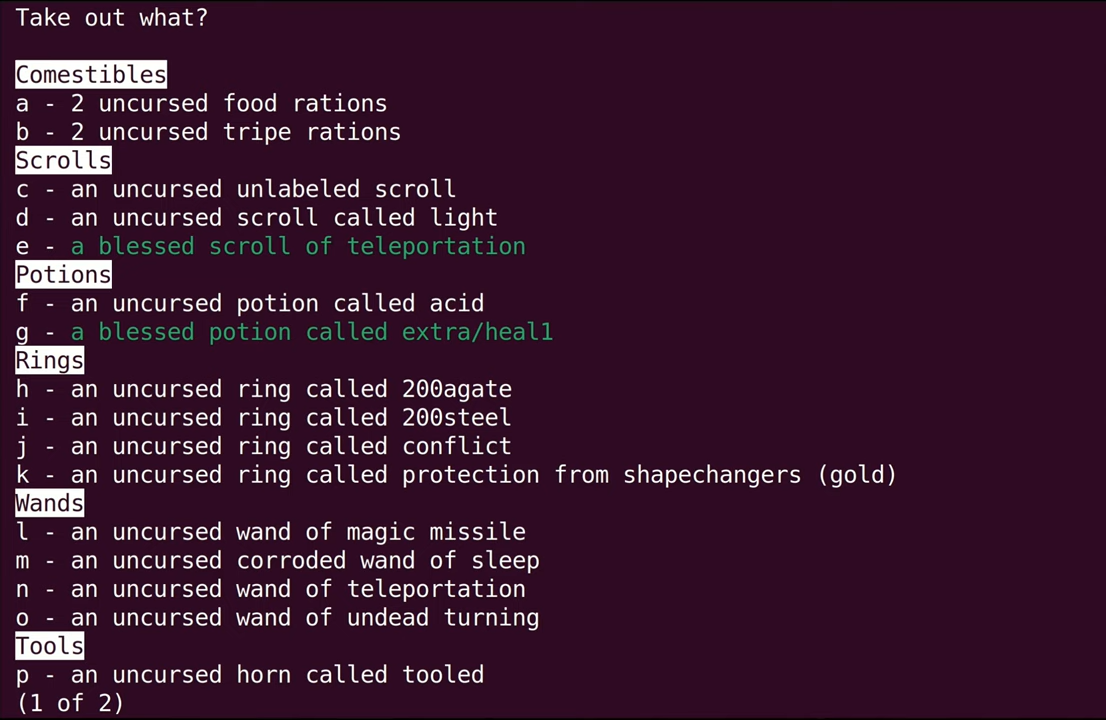 Take out what?
Comestibles
a - 2 uncursed food rations
b - 2 uncursed tripe rations
Scrolls
c - an uncursed unlabeled scroll
d - an uncursed scroll called light
e - a blessed scroll of teleportation
Potions
f - an uncursed potion called acid
g - a blessed potion called extra/heal1
Rings
h - an uncursed ring called 200agate
i - an uncursed ring called 200steel
j - an uncursed ring called conflict
k - an uncursed ring called protection from shapechangers (gold)
Wands
l - an uncursed wand of magic missile
m - an uncursed corroded wand of sleep
n - an uncursed wand of teleportation
o - an uncursed wand of undead turning
Tools
p - an uncursed horn called tooled
(1 of 2)